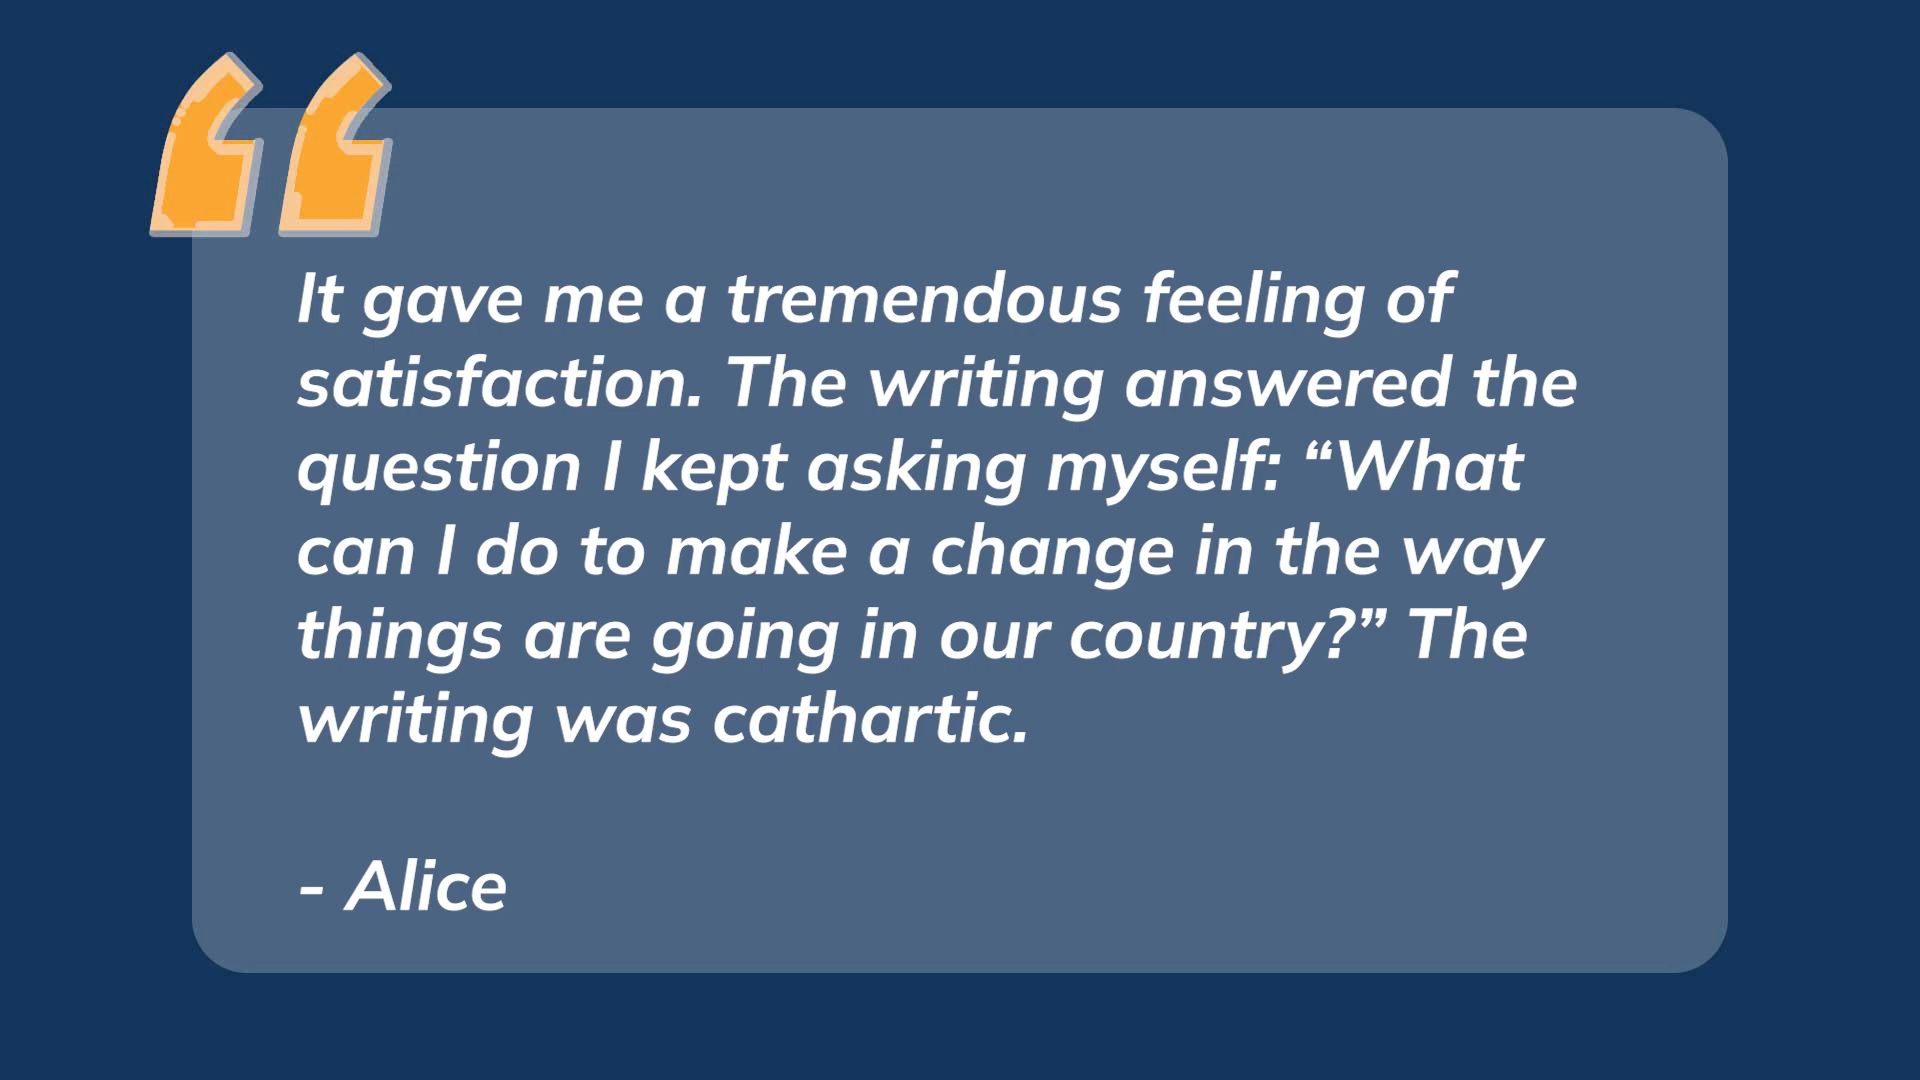 It gave me a tremendous feeling of
satisfaction. The writing answered the
question I kept asking myself: “What
can I do to make a change in the way
things are going in our country?” The
writing was cathartic.
- Alice